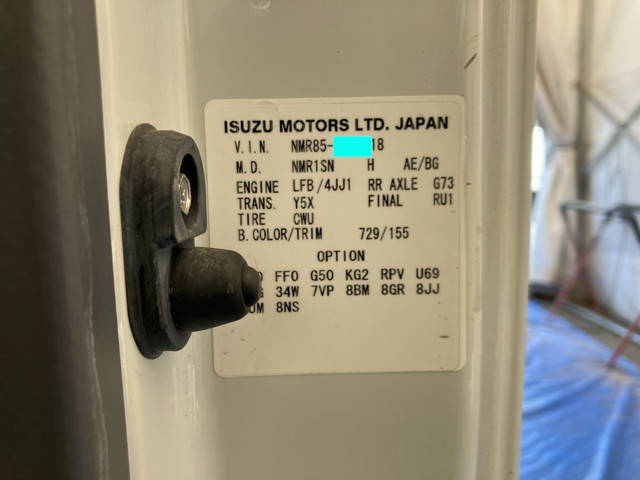 ISUZU MOTORS LTD. JAPAN
V.I.N. NMR85- 18
M.D. NMR1SN H AE/BG
ENGINE LFB/4JJ1 RR AXLE G73
TRANS. Y5X FINAL RU1
TIRE CWU
B.COLOR/TRIM 729/155
OPTION
FF0 G50 KG2 RPV U69
34W 7VP 8BM 8GR 8JJ
8NS